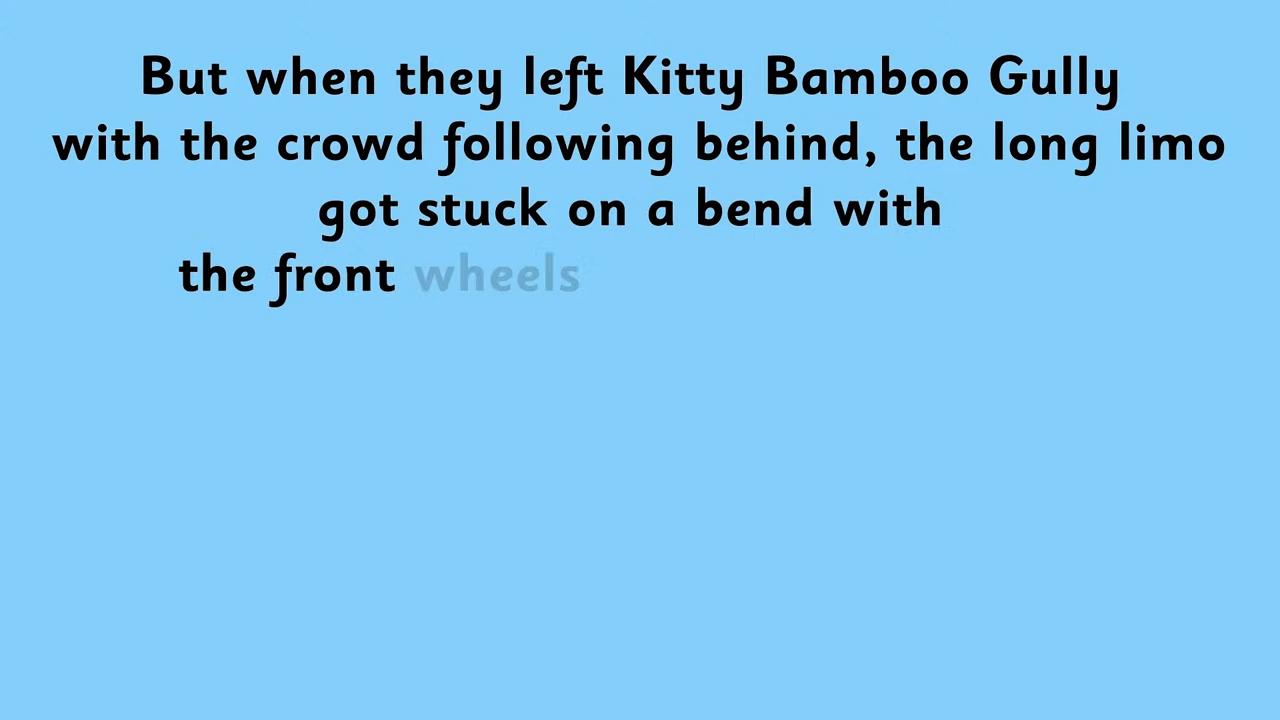 But when they left Kitty Bamboo Gully
with the crowd following behind, the long limo
got stuck on a bend with
the front wheels